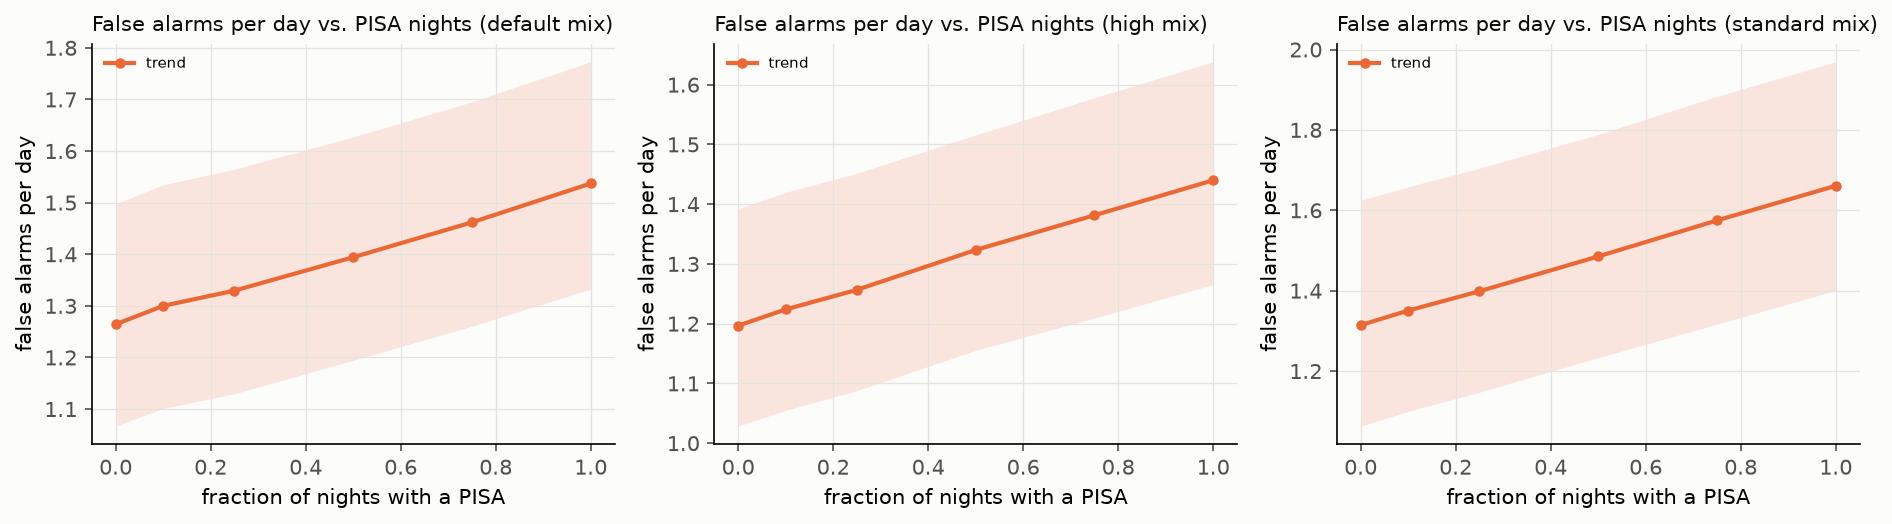 False alarms per day vs. PISA nights (default mix)
trend
false alarms per day
1.8
1.7
1.6
1.5
1.4
1.3
1.2
1.1
0.0 0.2 0.4 0.6 0.8 1.0
fraction of nights with a PISA
False alarms per day vs. PISA nights (high mix)
trend
false alarms per day
1.6
1.5
1.4
1.3
1.2
1.1
1.0
0.0 0.2 0.4 0.6 0.8 1.0
fraction of nights with a PISA
False alarms per day vs. PISA nights (standard mix)
trend
false alarms per day
2.0
1.8
1.6
1.4
1.2
0.0 0.2 0.4 0.6 0.8 1.0
fraction of nights with a PISA